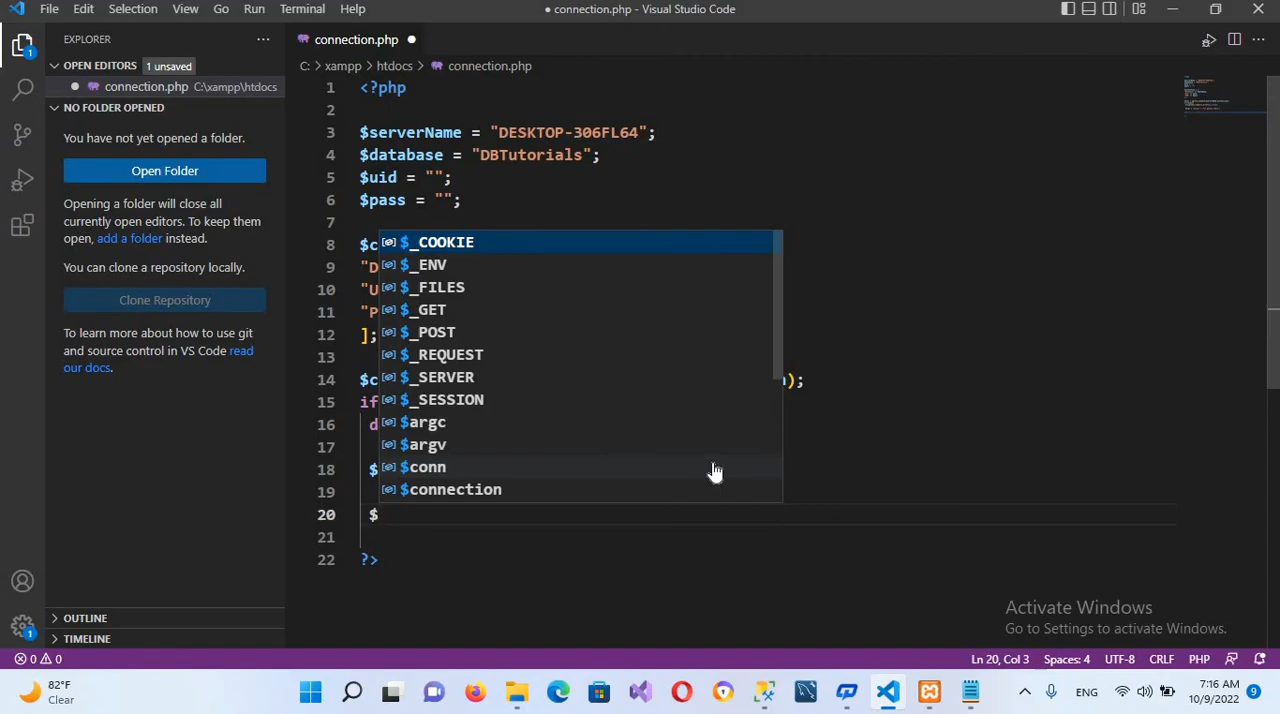 File Edit Selection View Go Run Terminal Help
● connection.php - Visual Studio Code
EXPLORER
connection.php ●
OPEN EDITORS 1 unsaved
C: > xampp > htdocs > connection.php
● connection.php C:\xampp\htdocs
NO FOLDER OPENED
You have not yet opened a folder.
Open Folder
Opening a folder will close all
currently open editors. To keep them
open, add a folder instead.
You can clone a repository locally.
Clone Repository
To learn more about how to use git
and source control in VS Code read
our docs.
OUTLINE
TIMELINE
1 <?php
2
3 $serverName = "DESKTOP-306FL64";
4 $database = "DBTutorials";
5 $uid = "";
6 $pass = "";
7
8 $c
9 "D
10 "U
11 "P
12 ];
13
14 $c );
15 if
16 d
17
18 $
19
20 $
21
22 ?>
$_COOKIE
$_ENV
$_FILES
$_GET
$_POST
$_REQUEST
$_SERVER
$_SESSION
$argc
$argv
$conn
$connection
1
1
Activate Windows
Go to Settings to activate Windows.
0 0
Ln 20, Col 3 Spaces: 4 UTF-8 CRLF PHP
82°F
Clear
ENG
7:16 AM
10/9/2022
9